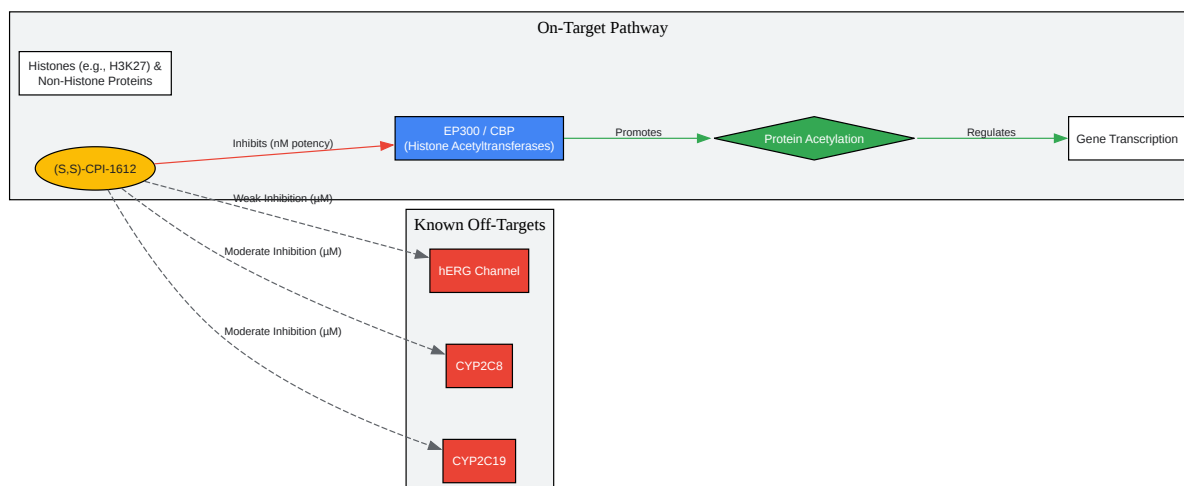 On-Target Pathway
Histones (e.g., H3K27) &
Non-Histone Proteins
EP300 / CBP
(Histone Acetyltransferases)
Promotes
Protein Acetylation
Regulates
Gene Transcription
Inhibits (nM potency)
(S,S)-CPI-1612
Weak Inhibition (µM)
Known Off-Targets
Moderate Inhibition (µM)
hERG Channel
Moderate Inhibition (µM)
CYP2C8
CYP2C19